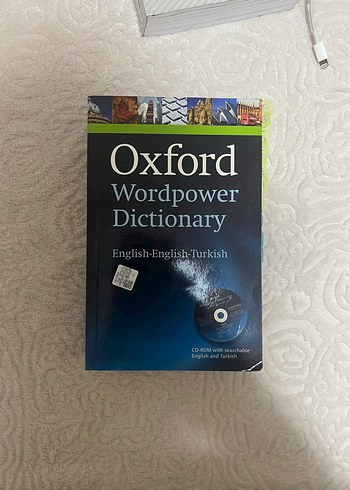 Oxford
Wordpower
Dictionary
English-English-Turkish
CD-ROM with searchable
English and Turkish